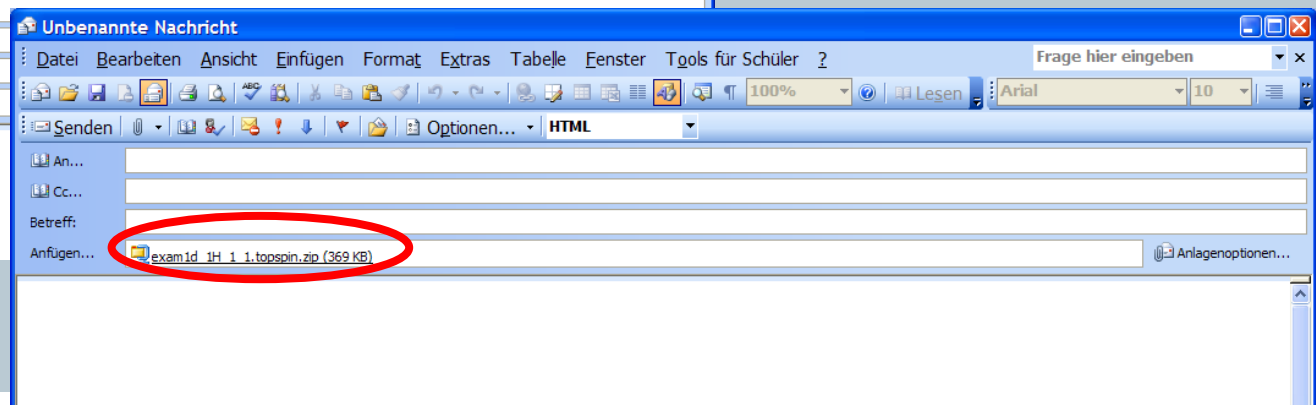 Unbenannte Nachricht
Datei Bearbeiten Ansicht Einfügen Format Extras Tabelle Fenster Tools für Schüler ? Frage hier eingeben
100% Lesen Arial 10
Senden Optionen... HTML
An...
Cc...
Betreff:
Anfügen... exam1d_1H_1_1.topspin.zip (369 KB) Anlagenoptionen...